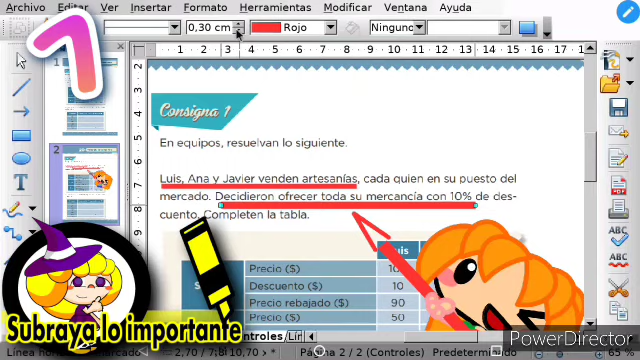 Archivo Editar Ver Insertar Formato Herramientas Modificar Ventana Ayuda
0,30 cm Rojo Ninguno
1
Consigna 1
En equipos, resuelvan lo siguiente.
Luis, Ana y Javier venden artesanías, cada quien en su puesto del
mercado. Decidieron ofrecer toda su mercancía con 10% de des-
cuento. Completen la tabla.
Precio ($)
Descuento ($) 10
Precio rebajado ($) 90
Precio ($) 50
Subraya lo importante
PowerDirector
Página 2 / 2 (Controles)
65 %